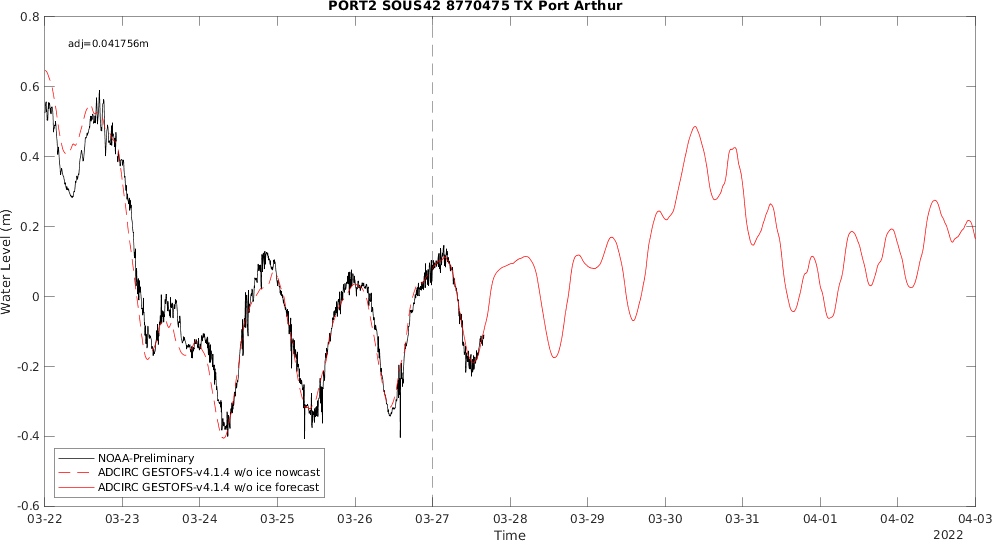 PORT2 SOUS42 8770475 TX Port Arthur
adj=0.041756m
0.8
0.6
0.4
0.2
0
-0.2
-0.4
-0.6
Water Level (m)
NOAA-Preliminary
ADCIRC GESTOFS-v4.1.4 w/o ice nowcast
ADCIRC GESTOFS-v4.1.4 w/o ice forecast
03-22 03-23 03-24 03-25 03-26 03-27 03-28 03-29 03-30 03-31 04-01 04-02 04-03
Time
2022